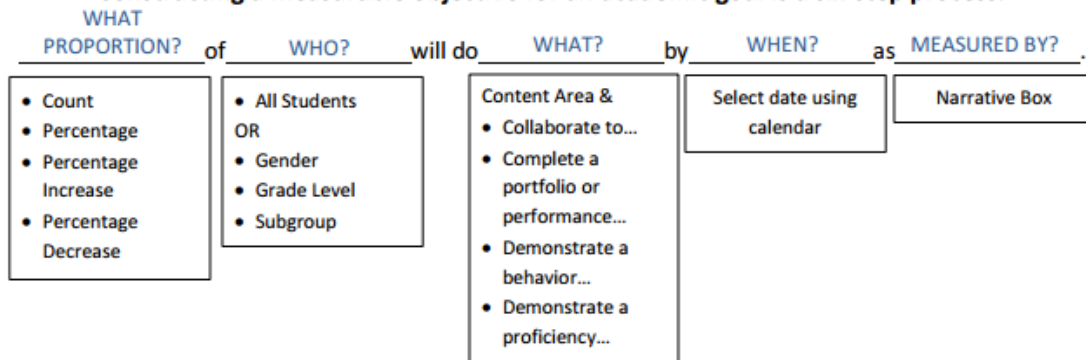 WHAT
PROPORTION? of WHO? will do WHAT? by WHEN? as MEASURED BY? .
• Count
• Percentage
• Percentage
Increase
• Percentage
Decrease
• All Students
OR
• Gender
• Grade Level
• Subgroup
Content Area &
• Collaborate to...
• Complete a
portfolio or
performance...
• Demonstrate a
behavior...
• Demonstrate a
proficiency...
Select date using
calendar
Narrative Box